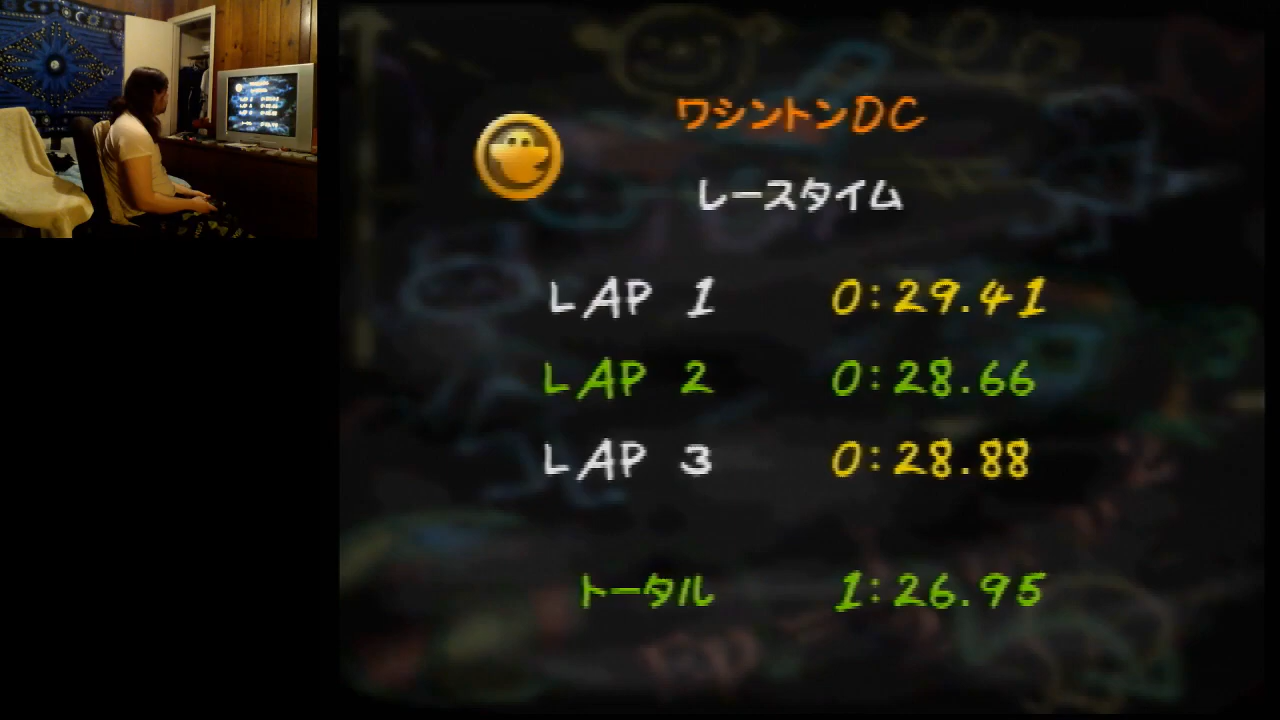 ワシントンDC
レースタイム
LAP 1 0:29.41
LAP 2 0:28.66
LAP 3 0:28.88
トータル 1:26.95